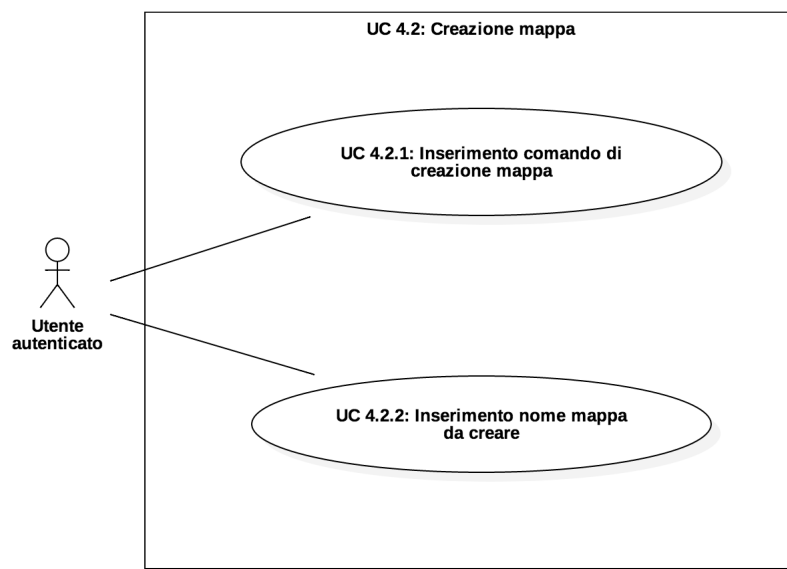 UC 4.2: Creazione mappa
UC 4.2.1: Inserimento comando di
creazione mappa
Utente
autenticato
UC 4.2.2: Inserimento nome mappa
da creare